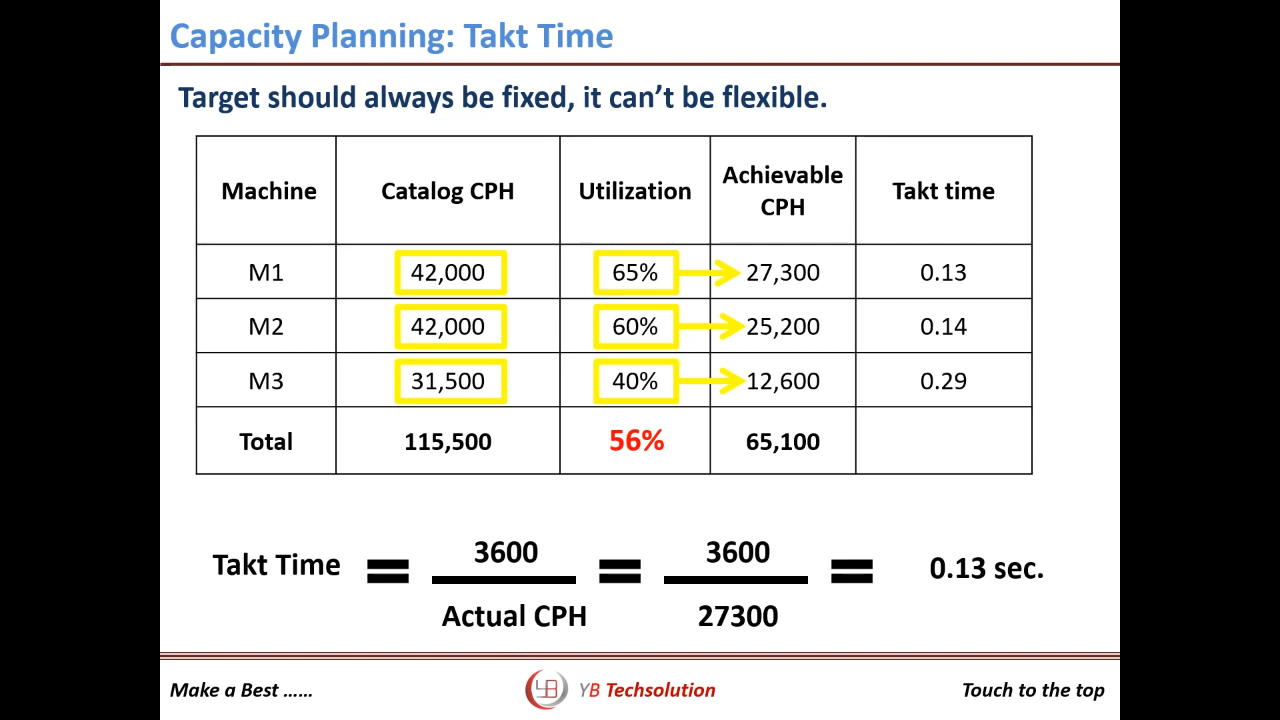 Capacity Planning: Takt Time
Target should always be fixed, it can’t be flexible.
Machine Catalog CPH Utilization Achievable CPH Takt time
M1 42,000 65% 27,300 0.13
M2 42,000 60% 25,200 0.14
M3 31,500 40% 12,600 0.29
Total 115,500 56% 65,100
Takt Time = 3600 / Actual CPH = 3600 / 27300 = 0.13 sec.
Make a Best …… YB YB Techsolution Touch to the top